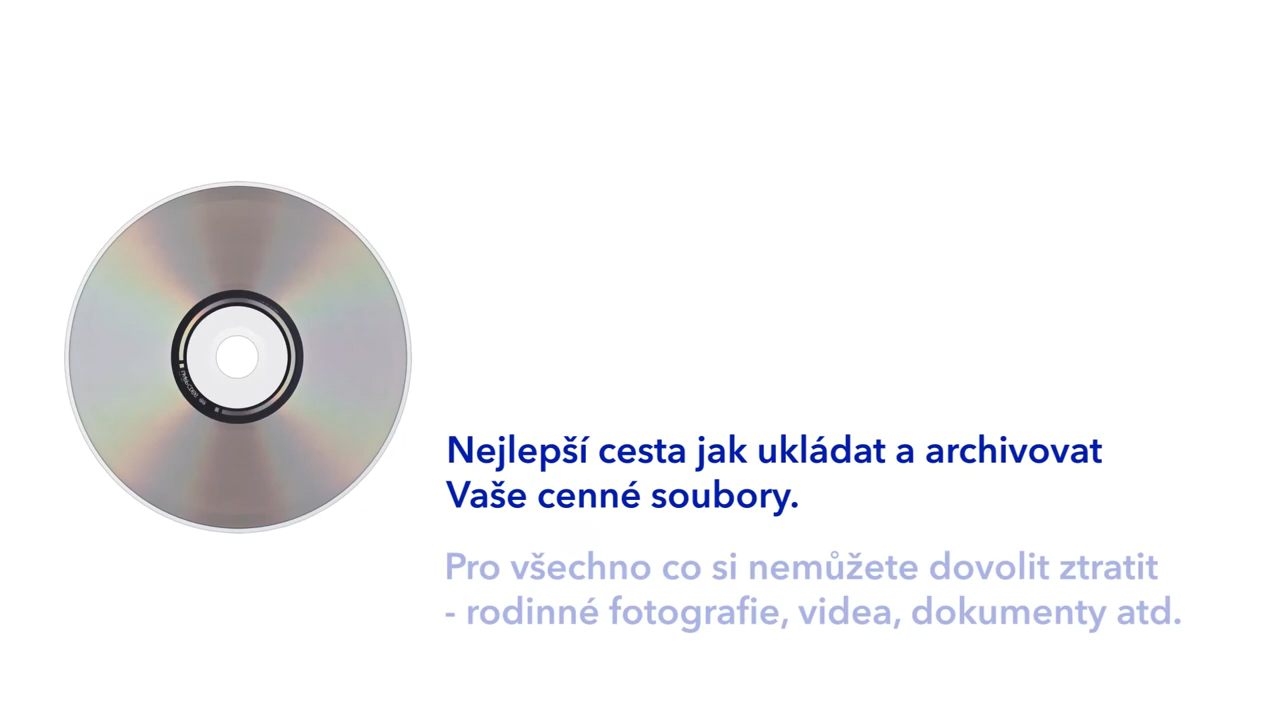 Nejlepší cesta jak ukládat a archivovat
Vaše cenné soubory.
Pro všechno co si nemůžete dovolit ztratit
- rodinné fotografie, videa, dokumenty atd.